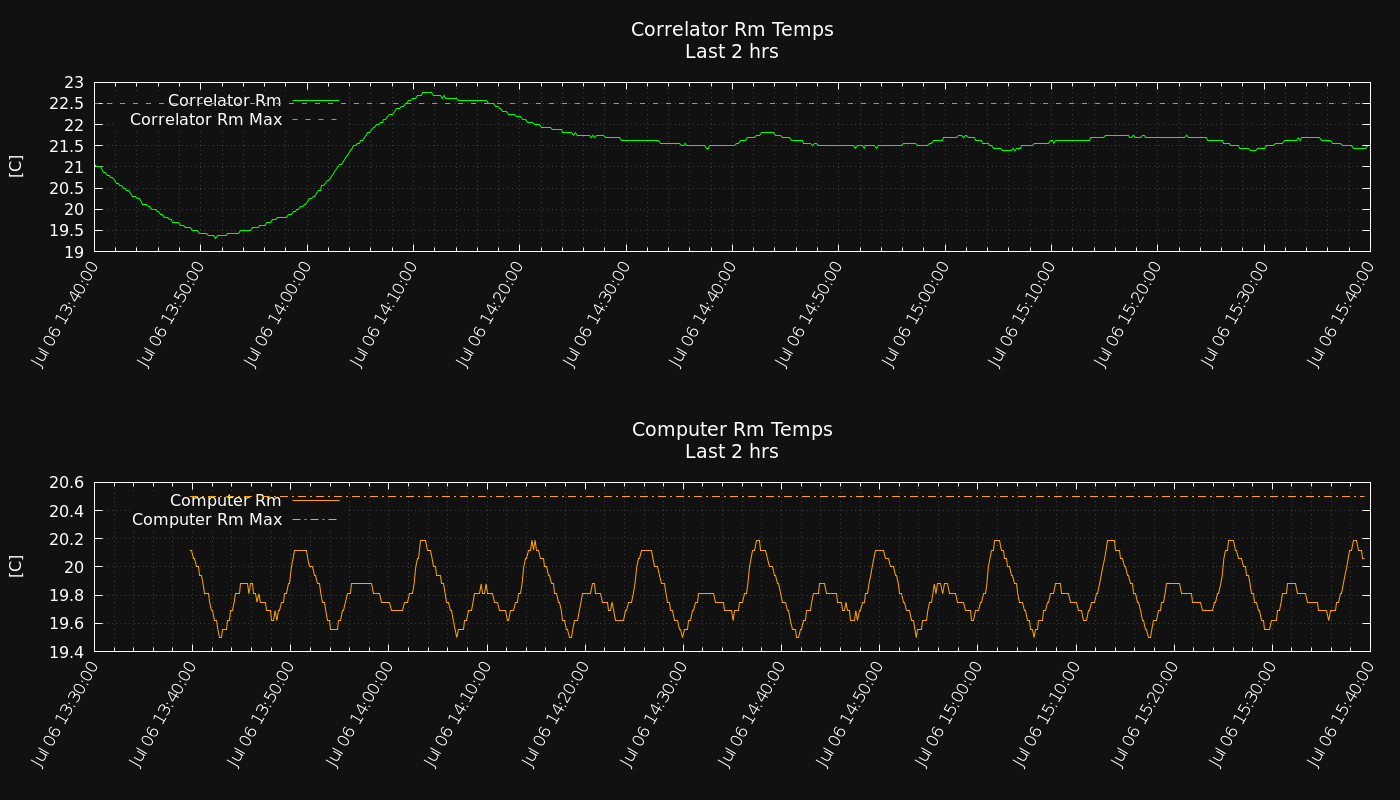 Correlator Rm Temps
Last 2 hrs
[C]
23
22.5
22
21.5
21
20.5
20
19.5
19
Correlator Rm
Correlator Rm Max
Jul 06 13:40:00
Jul 06 13:50:00
Jul 06 14:00:00
Jul 06 14:10:00
Jul 06 14:20:00
Jul 06 14:30:00
Jul 06 14:40:00
Jul 06 14:50:00
Jul 06 15:00:00
Jul 06 15:10:00
Jul 06 15:20:00
Jul 06 15:30:00
Jul 06 15:40:00
Computer Rm Temps
Last 2 hrs
[C]
20.6
20.4
20.2
20
19.8
19.6
19.4
Computer Rm
Computer Rm Max
Jul 06 13:30:00
Jul 06 13:40:00
Jul 06 13:50:00
Jul 06 14:00:00
Jul 06 14:10:00
Jul 06 14:20:00
Jul 06 14:30:00
Jul 06 14:40:00
Jul 06 14:50:00
Jul 06 15:00:00
Jul 06 15:10:00
Jul 06 15:20:00
Jul 06 15:30:00
Jul 06 15:40:00